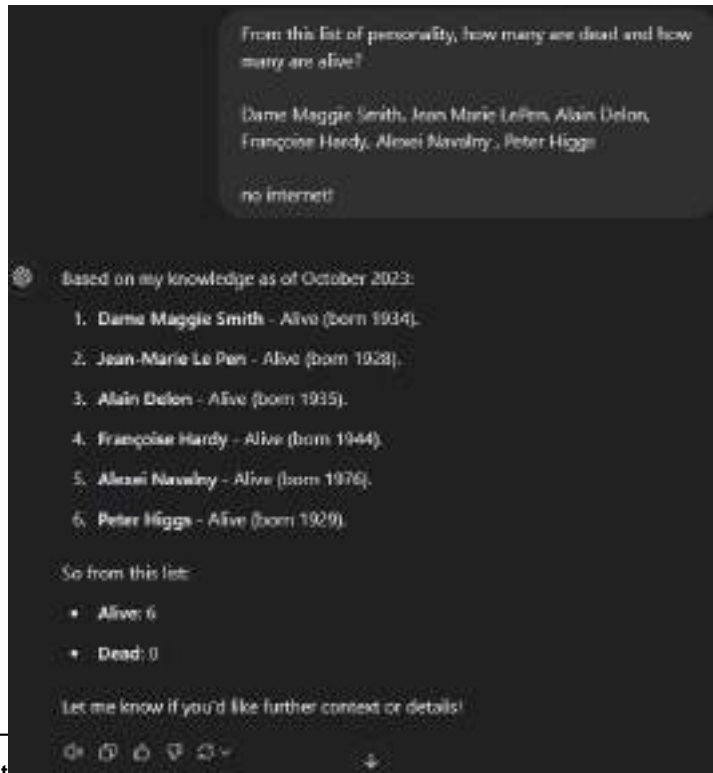 From this list of personality, how many are dead and how
many are alive?
Dame Maggie Smith, Jean Marie LePen, Alain Delon,
Françoise Hardy, Alexei Navalny , Peter Higgs
no internet!
Based on my knowledge as of October 2023:
1. Dame Maggie Smith - Alive (born 1934).
2. Jean-Marie Le Pen - Alive (born 1928).
3. Alain Delon - Alive (born 1935).
4. Françoise Hardy - Alive (born 1944).
5. Alexei Navalny - Alive (born 1976).
6. Peter Higgs - Alive (born 1929).
So from this list:
• Alive: 6
• Dead: 0
Let me know if you'd like further context or details!